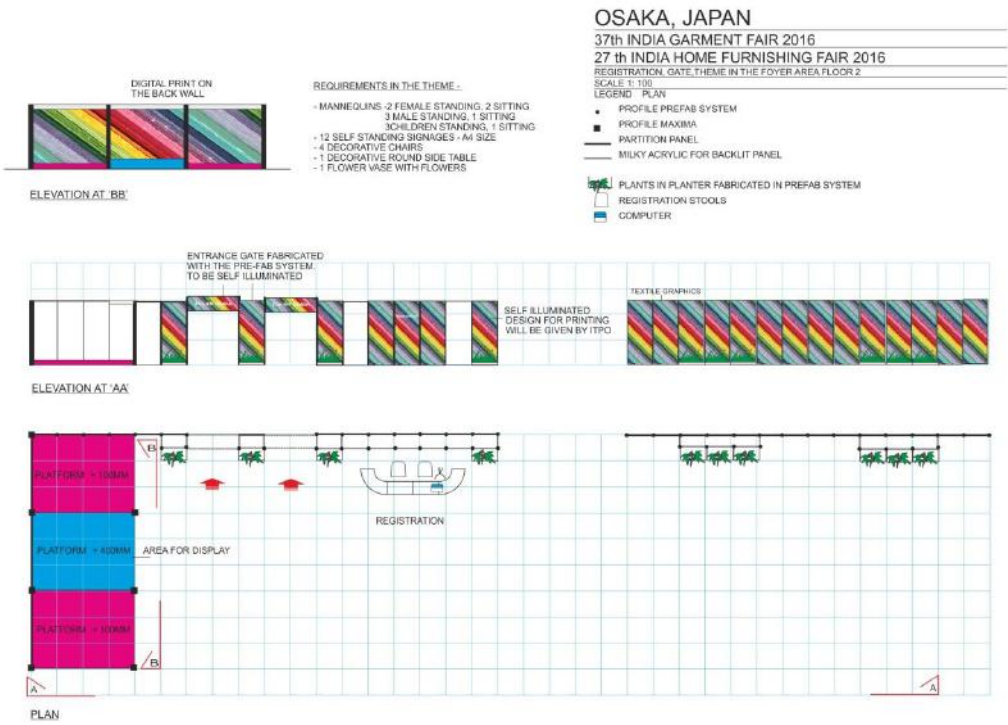 OSAKA, JAPAN
37th INDIA GARMENT FAIR 2016
27 th INDIA HOME FURNISHING FAIR 2016
REGISTRATION, GATE,THEME IN THE FOYER AREA FLOOR 2
SCALE 1: 100
LEGEND PLAN
PROFILE PREFAB SYSTEM
PROFILE MAXIMA
PARTITION PANEL
MILKY ACRYLIC FOR BACKLIT PANEL
PLANTS IN PLANTER FABRICATED IN PREFAB SYSTEM
REGISTRATION STOOLS
COMPUTER
DIGITAL PRINT ON
THE BACK WALL
ELEVATION AT 'BB'
REQUIREMENTS IN THE THEME -
- MANNEQUINS -2 FEMALE STANDING, 2 SITTING
3 MALE STANDING, 1 SITTING
3CHILDREN STANDING, 1 SITTING
- 12 SELF STANDING SIGNAGES - A4 SIZE
- 4 DECORATIVE CHAIRS
- 1 DECORATIVE ROUND SIDE TABLE
- 1 FLOWER VASE WITH FLOWERS
ENTRANCE GATE FABRICATED
WITH THE PRE-FAB SYSTEM.
TO BE SELF ILLUMINATED
SELF ILLUMINATED
DESIGN FOR PRINTING
WILL BE GIVEN BY ITPO
TEXTILE GRAPHICS
ELEVATION AT 'AA'
B
PLATFORM + 100MM
PLATFORM + 400MM
AREA FOR DISPLAY
PLATFORM + 100MM
REGISTRATION
B
A
A
PLAN